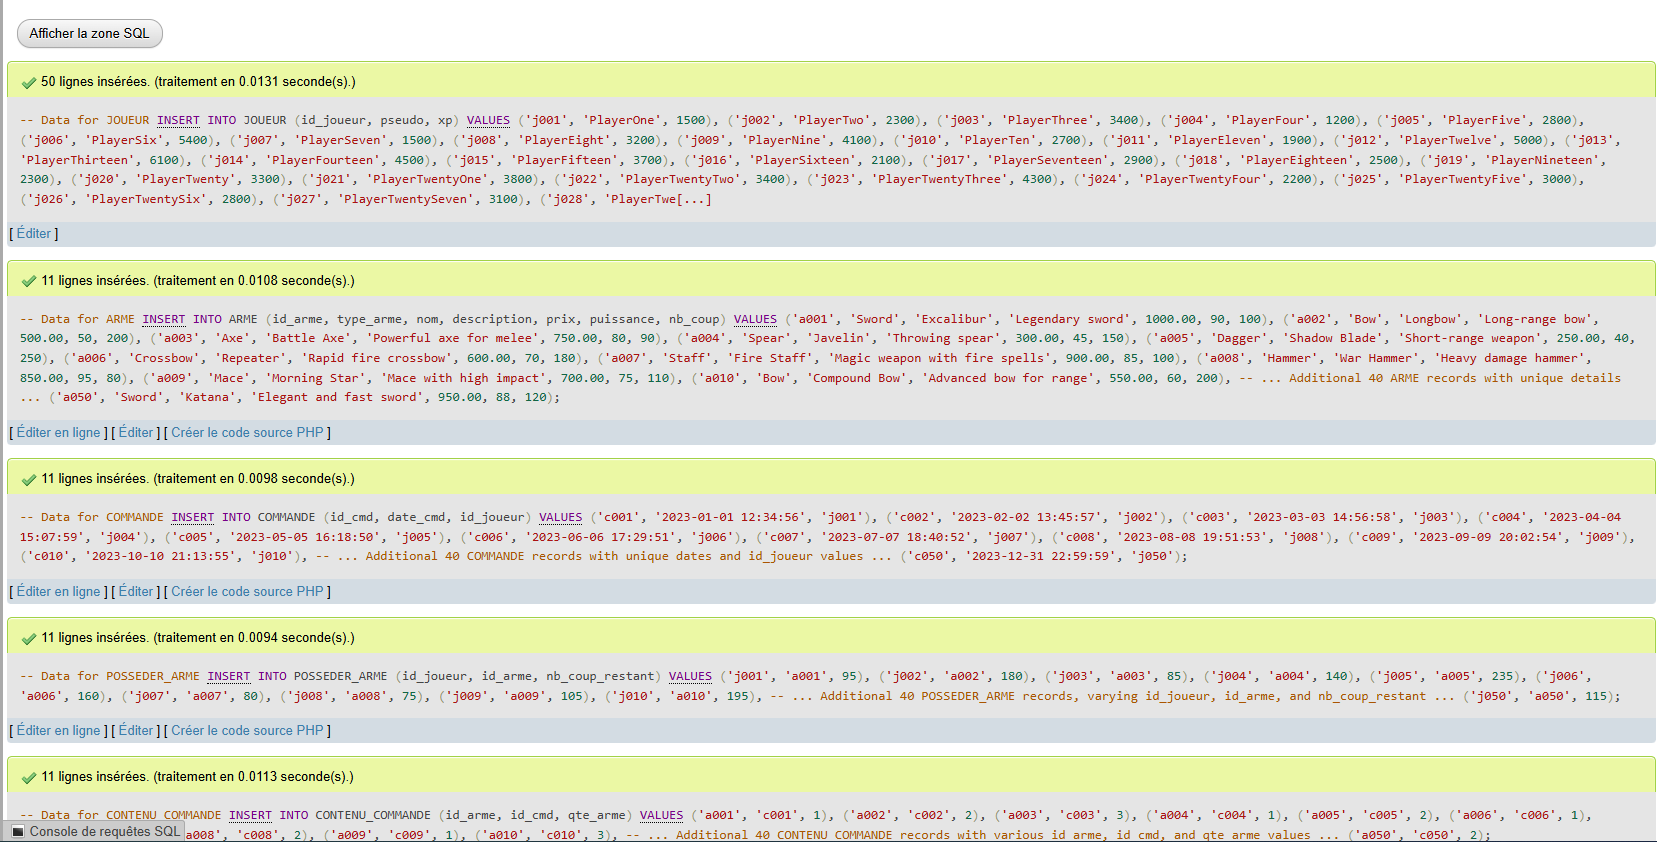 Afficher la zone SQL
50 lignes insérées. (traitement en 0.0131 seconde(s).)
-- Data for JOUEUR INSERT INTO JOUEUR (id_joueur, pseudo, xp) VALUES ('j001', 'PlayerOne', 1500), ('j002', 'PlayerTwo', 2300), ('j003', 'PlayerThree', 3400), ('j004', 'PlayerFour', 1200), ('j005', 'PlayerFive', 2800),
('j006', 'PlayerSix', 5400), ('j007', 'PlayerSeven', 1500), ('j008', 'PlayerEight', 3200), ('j009', 'PlayerNine', 4100), ('j010', 'PlayerTen', 2700), ('j011', 'PlayerEleven', 1900), ('j012', 'PlayerTwelve', 5000), ('j013',
'PlayerThirteen', 6100), ('j014', 'PlayerFourteen', 4500), ('j015', 'PlayerFifteen', 3700), ('j016', 'PlayerSixteen', 2100), ('j017', 'PlayerSeventeen', 2900), ('j018', 'PlayerEighteen', 2500), ('j019', 'PlayerNineteen',
2300), ('j020', 'PlayerTwenty', 3300), ('j021', 'PlayerTwentyOne', 3800), ('j022', 'PlayerTwentyTwo', 3400), ('j023', 'PlayerTwentyThree', 4300), ('j024', 'PlayerTwentyFour', 2200), ('j025', 'PlayerTwentyFive', 3000),
('j026', 'PlayerTwentySix', 2800), ('j027', 'PlayerTwentySeven', 3100), ('j028', 'PlayerTwe[...]
[ Éditer ]
11 lignes insérées. (traitement en 0.0108 seconde(s).)
-- Data for ARME INSERT INTO ARME (id_arme, type_arme, nom, description, prix, puissance, nb_coup) VALUES ('a001', 'Sword', 'Excalibur', 'Legendary sword', 1000.00, 90, 100), ('a002', 'Bow', 'Longbow', 'Long-range bow',
500.00, 50, 200), ('a003', 'Axe', 'Battle Axe', 'Powerful axe for melee', 750.00, 80, 90), ('a004', 'Spear', 'Javelin', 'Throwing spear', 300.00, 45, 150), ('a005', 'Dagger', 'Shadow Blade', 'Short-range weapon', 250.00, 40,
250), ('a006', 'Crossbow', 'Repeater', 'Rapid fire crossbow', 600.00, 70, 180), ('a007', 'Staff', 'Fire Staff', 'Magic weapon with fire spells', 900.00, 85, 100), ('a008', 'Hammer', 'War Hammer', 'Heavy damage hammer',
850.00, 95, 80), ('a009', 'Mace', 'Morning Star', 'Mace with high impact', 700.00, 75, 110), ('a010', 'Bow', 'Compound Bow', 'Advanced bow for range', 550.00, 60, 200), -- ... Additional 40 ARME records with unique details
... ('a050', 'Sword', 'Katana', 'Elegant and fast sword', 950.00, 88, 120);
[ Éditer en ligne ] [ Éditer ] [ Créer le code source PHP ]
11 lignes insérées. (traitement en 0.0098 seconde(s).)
-- Data for COMMANDE INSERT INTO COMMANDE (id_cmd, date_cmd, id_joueur) VALUES ('c001', '2023-01-01 12:34:56', 'j001'), ('c002', '2023-02-02 13:45:57', 'j002'), ('c003', '2023-03-03 14:56:58', 'j003'), ('c004', '2023-04-04
15:07:59', 'j004'), ('c005', '2023-05-05 16:18:50', 'j005'), ('c006', '2023-06-06 17:29:51', 'j006'), ('c007', '2023-07-07 18:40:52', 'j007'), ('c008', '2023-08-08 19:51:53', 'j008'), ('c009', '2023-09-09 20:02:54', 'j009'),
('c010', '2023-10-10 21:13:55', 'j010'), -- ... Additional 40 COMMANDE records with unique dates and id_joueur values ... ('c050', '2023-12-31 22:59:59', 'j050');
[ Éditer en ligne ] [ Éditer ] [ Créer le code source PHP ]
11 lignes insérées. (traitement en 0.0094 seconde(s).)
-- Data for POSSEDER_ARME INSERT INTO POSSEDER_ARME (id_joueur, id_arme, nb_coup_restant) VALUES ('j001', 'a001', 95), ('j002', 'a002', 180), ('j003', 'a003', 85), ('j004', 'a004', 140), ('j005', 'a005', 235), ('j006',
'a006', 160), ('j007', 'a007', 80), ('j008', 'a008', 75), ('j009', 'a009', 105), ('j010', 'a010', 195), -- ... Additional 40 POSSEDER_ARME records, varying id_joueur, id_arme, and nb_coup_restant ... ('j050', 'a050', 115);
[ Éditer en ligne ] [ Éditer ] [ Créer le code source PHP ]
11 lignes insérées. (traitement en 0.0113 seconde(s).)
-- Data for CONTENU_COMMANDE INSERT INTO CONTENU_COMMANDE (id_arme, id_cmd, qte_arme) VALUES ('a001', 'c001', 1), ('a002', 'c002', 2), ('a003', 'c003', 3), ('a004', 'c004', 1), ('a005', 'c005', 2), ('a006', 'c006', 1),
Console de requêtes SQL a008', 'c008', 2), ('a009', 'c009', 1), ('a010', 'c010', 3), -- ... Additional 40 CONTENU_COMMANDE records with various id_arme, id_cmd, and qte_arme values ... ('a050', 'c050', 2);